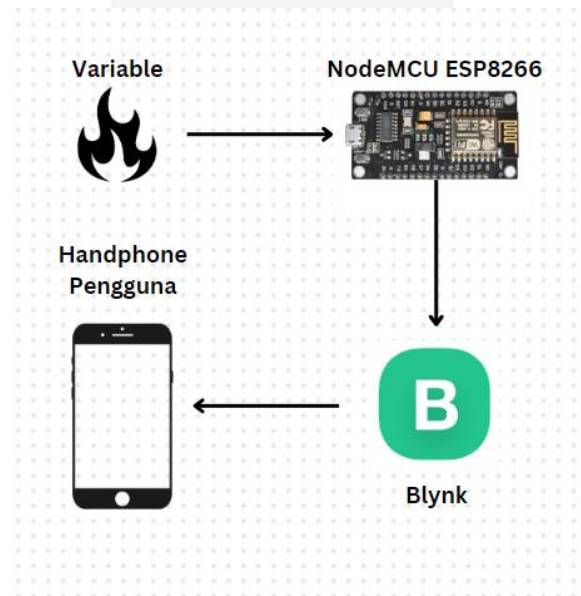 Variable
NodeMCU ESP8266
Handphone
Pengguna
B
Blynk